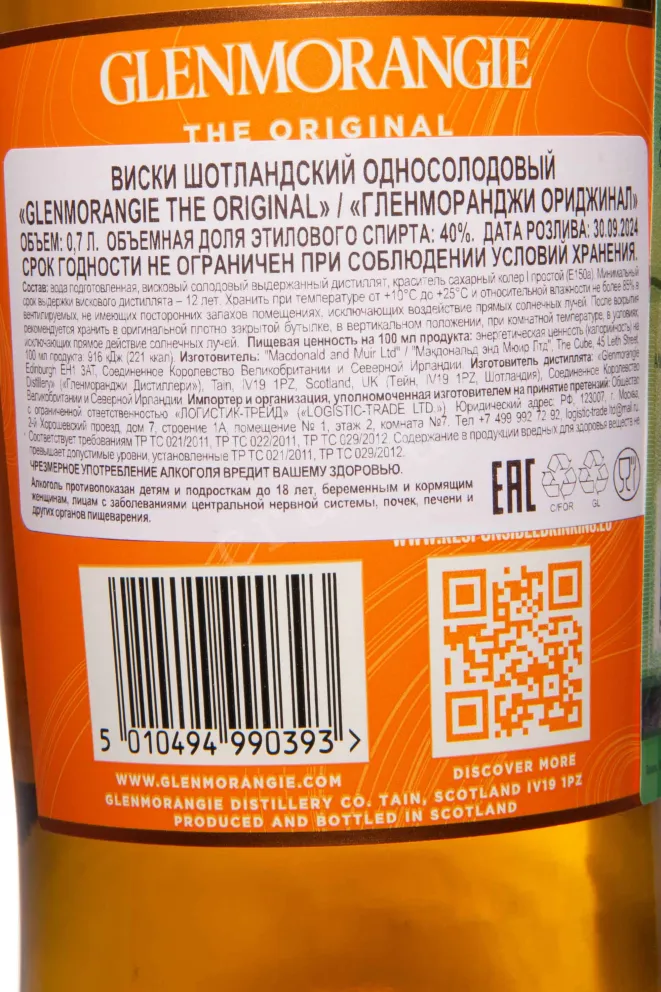 GLENMORANGIE
THE ORIGINAL
ВИСКИ ШОТЛАНДСКИЙ ОДНОСОЛОДОВЫЙ
«GLENMORANGIE THE ORIGINAL» / «ГЛЕНМОРАНДЖИ ОРИДЖИНАЛ»
ОБЪЕМ: 0,7 Л. ОБЪЕМНАЯ ДОЛЯ ЭТИЛОВОГО СПИРТА: 40%. ДАТА РОЗЛИВА: 30.09.2024
СРОК ГОДНОСТИ НЕ ОГРАНИЧЕН ПРИ СОБЛЮДЕНИИ УСЛОВИЙ ХРАНЕНИЯ.
Состав: вода подготовленная, висковый солодовый выдержанный дистиллят, краситель сахарный колер I простой (E150a). Минимальный
срок выдержки вискового дистиллята – 12 лет. Хранить при температуре от +10°С до +25°С и относительной влажности не более 85% в
вентилируемых, не имеющих посторонних запахов помещениях, исключающих воздействие прямых солнечных лучей. После вскрытия
рекомендуется хранить в оригинальной плотно закрытой бутылке, в вертикальном положении, при комнатной температуре, в условиях,
исключающих прямое действие солнечных лучей. Пищевая ценность на 100 мл продукта: энергетическая ценность (калорийность) на
100 мл продукта: 916 кДж (221 ккал). Изготовитель: "Macdonald and Muir Ltd" / "Макдональд энд Мюир Лтд", The Cube, 45 Leith Street,
Edinburgh EH1 3AT, Соединенное Королевство Великобритании и Северной Ирландии. Изготовитель дистиллята: «Glenmorangie
Distillery» («Гленморанджи Дистиллери»), Tain, IV19 1PZ, Scotland, UK (Тейн, IV19 1PZ, Шотландия), Соединенное Королевство
Великобритании и Северной Ирландии Импортер и организация, уполномоченная изготовителем на принятие претензий: Общество
с ограниченной ответственностью «ЛОГИСТИК-ТРЕЙД» («LOGISTIC-TRADE LTD.») Юридический адрес: РФ, 123007, г. Москва,
2-й Хорошевский проезд, дом 7, строение 1А, помещение № 1, этаж 2, комната №7. Тел +7 499 992 72 92, logistic-trade.ltd@mail.ru
Соответствует требованиям ТР ТС 021/2011, ТР ТС 022/2011, ТР ТС 029/2012. Содержание в продукции вредных для здоровья веществ не
превышает допустимые уровни, установленные ТР ТС 021/2011, ТР ТС 029/2012.
ЧРЕЗМЕРНОЕ УПОТРЕБЛЕНИЕ АЛКОГОЛЯ ВРЕДИТ ВАШЕМУ ЗДОРОВЬЮ.
Алкоголь противопоказан детям и подросткам до 18 лет, беременным и кормящим
женщинам, лицам с заболеваниями центральной нервной системы, почек, печени и
других органов пищеварения.
EAC
C/FOR
GL
WWW.RESPONSIBLEDRINKING.EU
5 010494 990393 >
WWW.GLENMORANGIE.COM
DISCOVER MORE
GLENMORANGIE DISTILLERY CO. TAIN, SCOTLAND IV19 1PZ
PRODUCED AND BOTTLED IN SCOTLAND